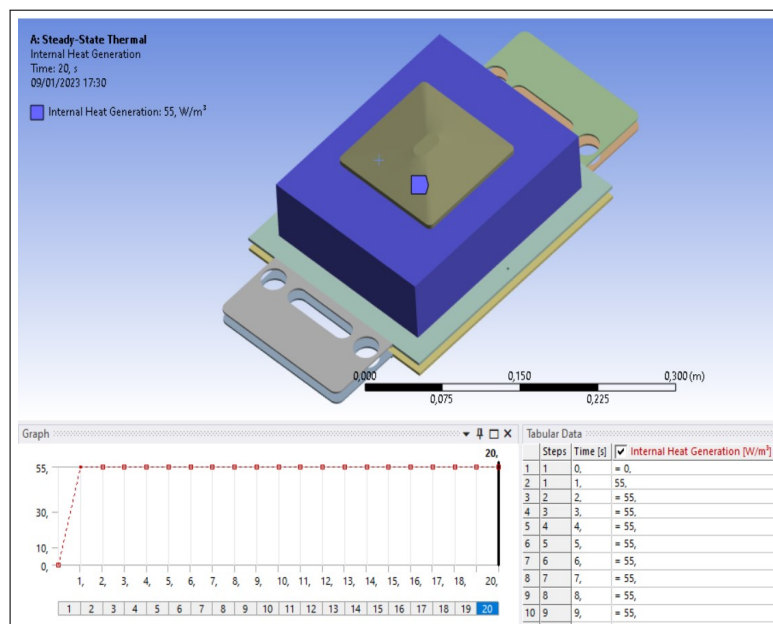 A: Steady-State Thermal
Internal Heat Generation
Time: 20, s
09/01/2023 17:30
Internal Heat Generation: 55, W/m³
0,000 0,150 0,300 (m)
0,075 0,225
Graph
20,
55,
30,
10,
0,
1, 2, 3, 4, 5, 6, 7, 8, 9, 10, 11, 12, 13, 14, 15, 16, 17, 18, 20,
1 2 3 4 5 6 7 8 9 10 11 12 13 14 15 16 17 18 19 20
Tabular Data
Steps Time [s] Internal Heat Generation [W/m³]
1 1 0, = 0,
2 1 1, 55,
3 2 2, = 55,
4 3 3, = 55,
5 4 4, = 55,
6 5 5, = 55,
7 6 6, = 55,
8 7 7, = 55,
9 8 8, = 55,
10 9 9, = 55,